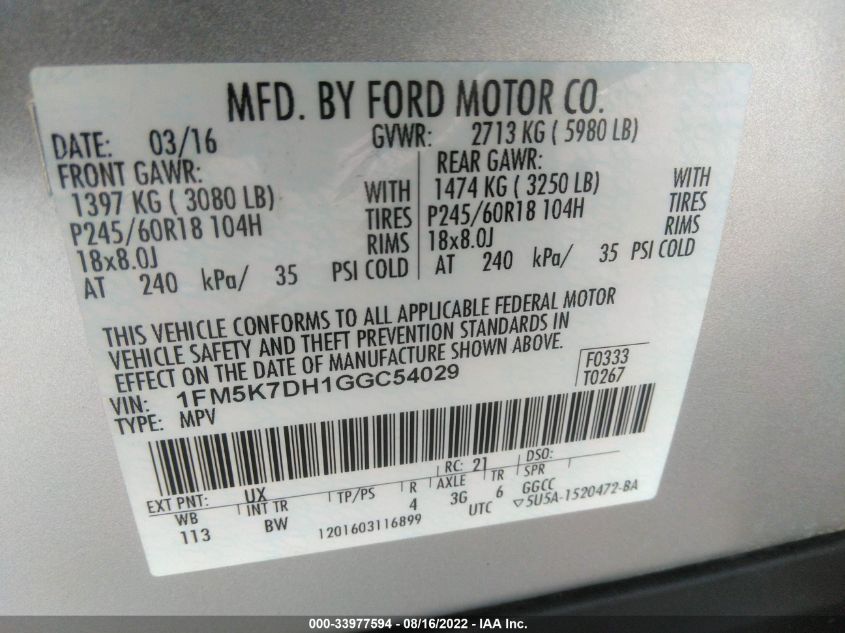 MFD. BY FORD MOTOR CO.
DATE: 03/16 GVWR: 2713 KG ( 5980 LB)
FRONT GAWR: REAR GAWR:
1397 KG ( 3080 LB) WITH 1474 KG ( 3250 LB) WITH
P245/60R18 104H TIRES P245/60R18 104H TIRES
18x8.0J RIMS 18x8.0J RIMS
AT 240 kPa/ 35 PSI COLD AT 240 kPa/ 35 PSI COLD
THIS VEHICLE CONFORMS TO ALL APPLICABLE FEDERAL MOTOR
VEHICLE SAFETY AND THEFT PREVENTION STANDARDS IN
EFFECT ON THE DATE OF MANUFACTURE SHOWN ABOVE.
VIN: 1FM5K7DH1GGC54029 F0333
TYPE: MPV T0267
EXT PNT: UX RC: 21 DSO:
WB INT TR TP/PS R AXLE TR SPR
113 BW 4 3G 6 GGCC
1201603116899 UTC ▽5U5A-1520472-BA
000-33977594 - 08/16/2022 - IAA Inc.